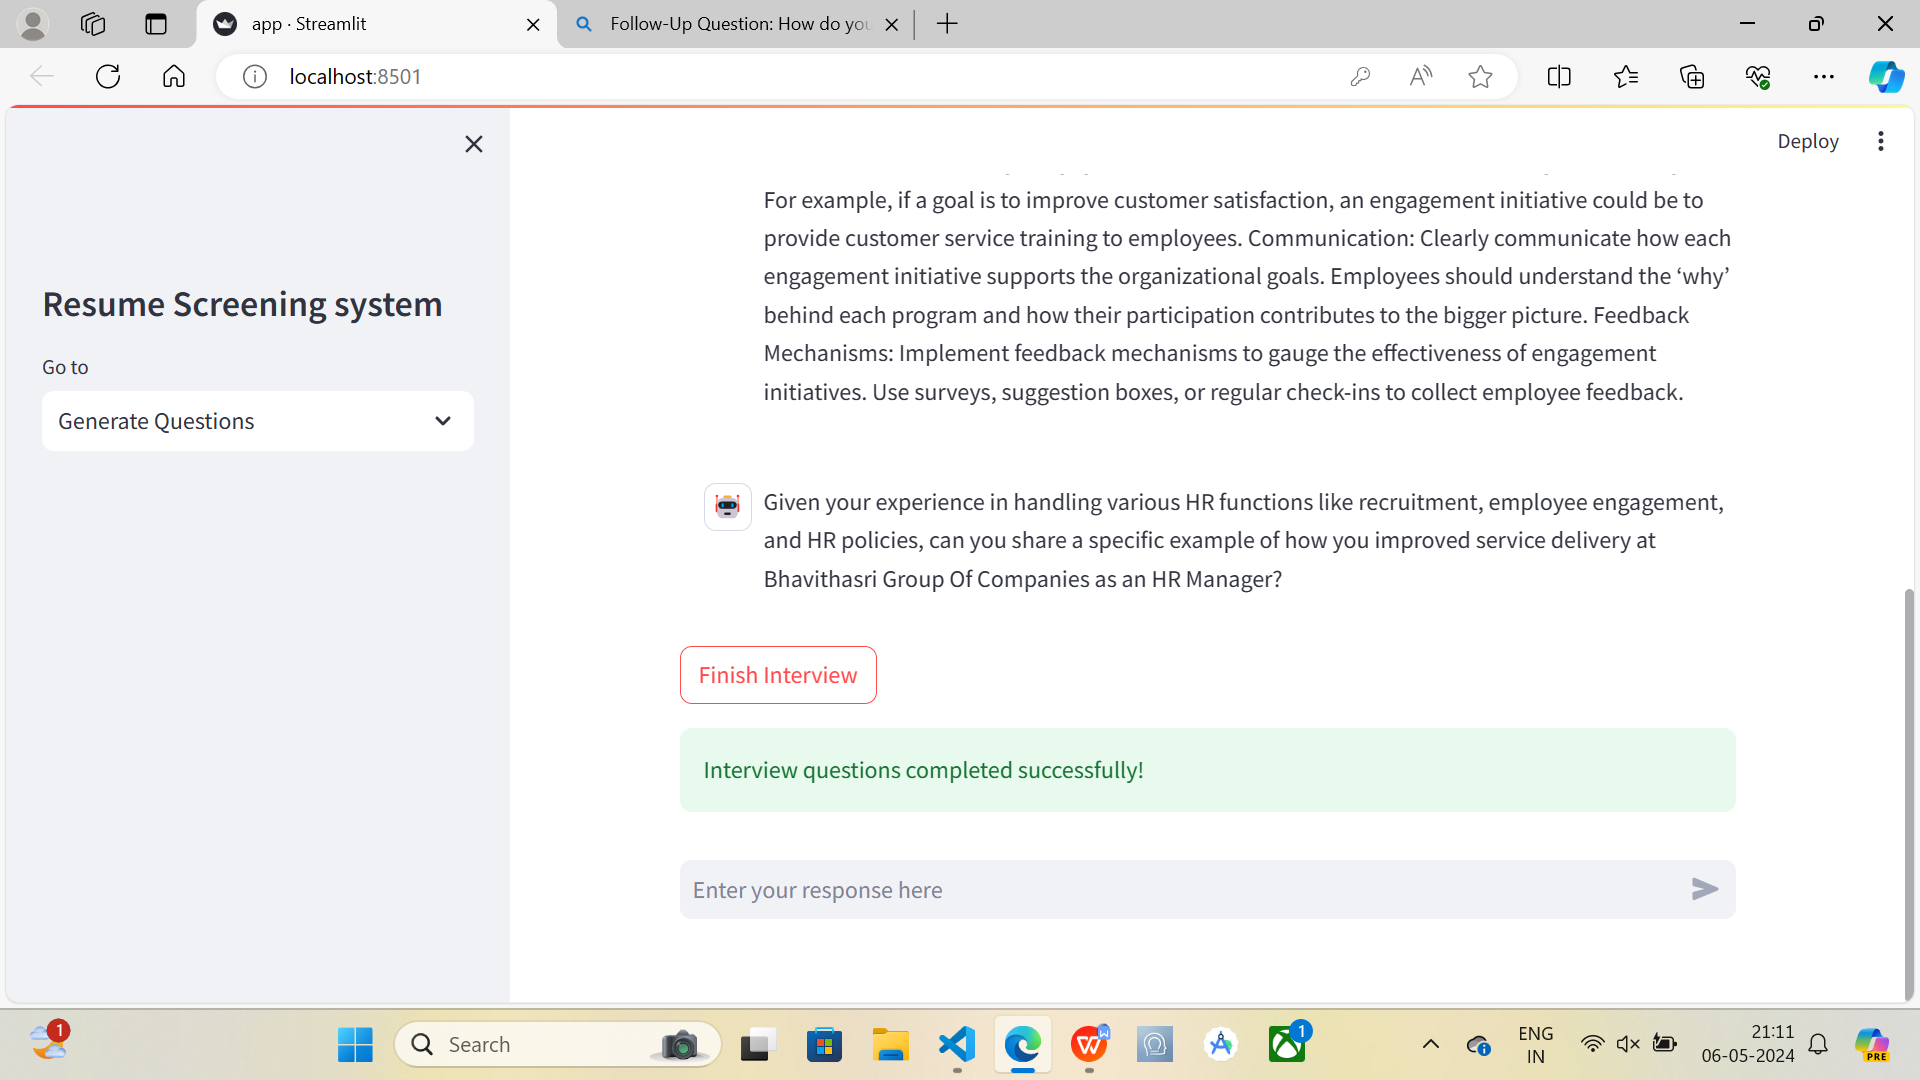 app · Streamlit
Follow-Up Question: How do you
localhost:8501
Deploy
For example, if a goal is to improve customer satisfaction, an engagement initiative could be to
provide customer service training to employees. Communication: Clearly communicate how each
engagement initiative supports the organizational goals. Employees should understand the ‘why’
behind each program and how their participation contributes to the bigger picture. Feedback
Mechanisms: Implement feedback mechanisms to gauge the effectiveness of engagement
initiatives. Use surveys, suggestion boxes, or regular check-ins to collect employee feedback.
Resume Screening system
Go to
Generate Questions
Given your experience in handling various HR functions like recruitment, employee engagement,
and HR policies, can you share a specific example of how you improved service delivery at
Bhavithasri Group Of Companies as an HR Manager?
Finish Interview
Interview questions completed successfully!
Enter your response here
1
Search
1
ENG
IN
21:11
06-05-2024
PRE